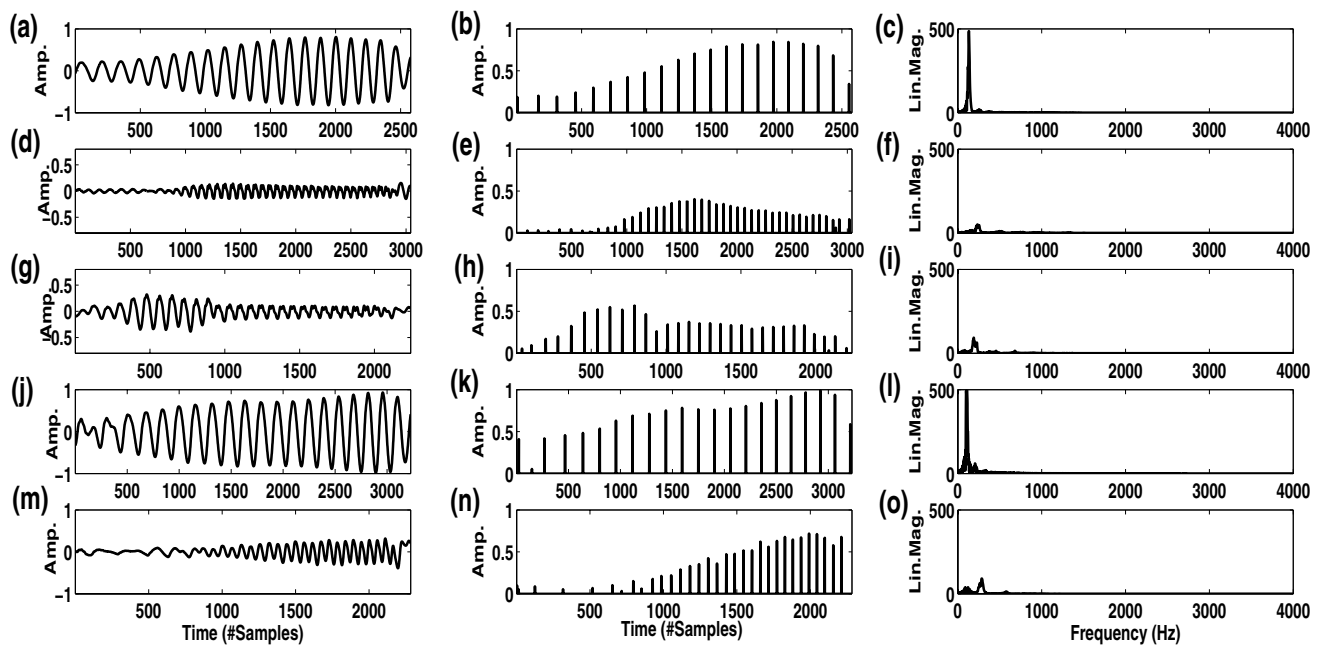 (a) (b) (c)
Amp. 1 0 −1
500 1000 1500 2000 2500
Amp. 1 0.5 0
500 1000 1500 2000 2500
Lin.Mag. 500 0
1000 2000 3000 4000
(d) (e) (f)
Amp. 0.5 0 −0.5
500 1000 1500 2000 2500 3000
Amp. 1 0.5 0
500 1000 1500 2000 2500 3000
Lin.Mag. 500 0
0 1000 2000 3000 4000
(g) (h) (i)
Amp. 0.5 0 −0.5
500 1000 1500 2000
Amp. 1 0.5 0
500 1000 1500 2000
Lin.Mag. 500 0
0 1000 2000 3000 4000
(j) (k) (l)
Amp. 1 0 −1
500 1000 1500 2000 2500 3000
Amp. 1 0.5 0
500 1000 1500 2000 2500 3000
Lin.Mag. 500 0
0 1000 2000 3000 4000
(m) (n) (o)
Amp. 1 0 −1
500 1000 1500 2000
Time (#Samples)
Amp. 1 0.5 0
500 1000 1500 2000
Time (#Samples)
Lin.Mag. 500 0
0 1000 2000 3000 4000
Frequency (Hz)